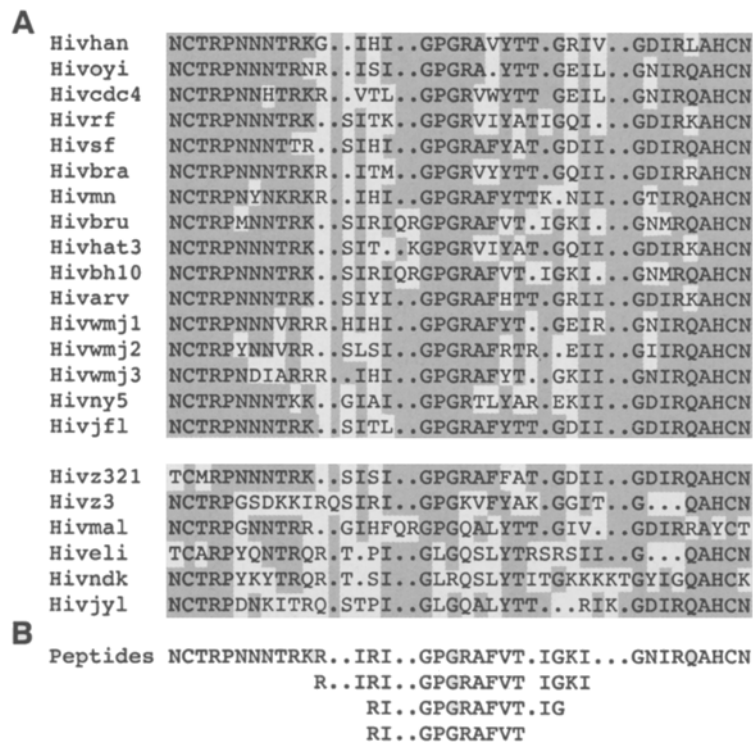 A
Hivhan NCTRPNNNTRKG..IHI..GPGRAVYTT.GRIV..GDIRLAHCN
Hivoyi NCTRPNNNTRNR..ISI..GPGRA.YTT.GEIL..GNIRQAHCN
Hivcdc4 NCTRPNNHTRKR..VTL..GPGRVWYTT GEIL..GNIRQAHCN
Hivrf NCTRPNNNTRK..SITK..GPGRVIYATIGQI...GDIRKAHCN
Hivsf NCTRPNNNTTR..SIHI..GPGRAFYAT.GDII..GDIRQAHCN
Hivbra NCTRPNNNTRKR..ITM..GPGRVYYTT.GQII..GDIRRAHCN
Hivmn NCTRPNYNKRKR..IHI..GPGRAFYTTK.NII..GTIRQAHCN
Hivbru NCTRPMNNTRK..SIRIQRGPGRAFVT.IGKI..GNMRQAHCN
Hivhat3 NCTRPNNNTRK..SIT..KGPGRVIYAT.GQII..GDIRKAHCN
Hivbh10 NCTRPNNNTRK..SIRIQRGPGRAFVT.IGKI..GNMRQAHCN
Hivarv NCTRPNNNTRK..SIYI..GPGRAFHTT.GRII..GDIRKAHCN
Hivwmj1 NCTRPNNNVRRR.HIHI..GPGRAFYT..GEIR..GNIRQAHCN
Hivwmj2 NCTRPYNNVRR..SLSI..GPGRAFRTR..EII..GIIRQAHCN
Hivwmj3 NCTRPNDIARRR..IHI..GPGRAFYT..GKII..GNIRQAHCN
Hivny5 NCTRPNNNTKK..GIAI..GPGRTLYAR.EKII..GDIRQAHCN
Hivjfl NCTRPNNNTRK..SITL..GPGRAFYTT.GDII..GDIRQAHCN
Hivz321 TCMRPNNNTRK..SISI..GPGRAFFAT.GDII..GDIRQAHCN
Hivz3 NCTRPGSDKKIRQSIRI..GPGKVFYAK.GGIT..G...QAHCN
Hivmal NCTRPGNNTRR..GIHFQRGPGQALYTT.GIV...GDIRRAYCT
Hiveli TCARPYQNTRQR.T.PI..GLGQSLYTRSRSII..G...QAHCN
Hivndk NCTRPYKYTRQR.T.SI..GLRQSLYTITGKKKKTGYIGQAHCK
Hivjyl NCTRPDNKITRQ.STPI..GLGQALYTT...RIK.GDIRQAHCN
B
Peptides NCTRPNNNTRKR..IRI..GPGRAFVT.IGKI...GNIRQAHCN
R..IRI..GPGRAFVT IGKI
RI..GPGRAFVT.IG
RI..GPGRAFVT